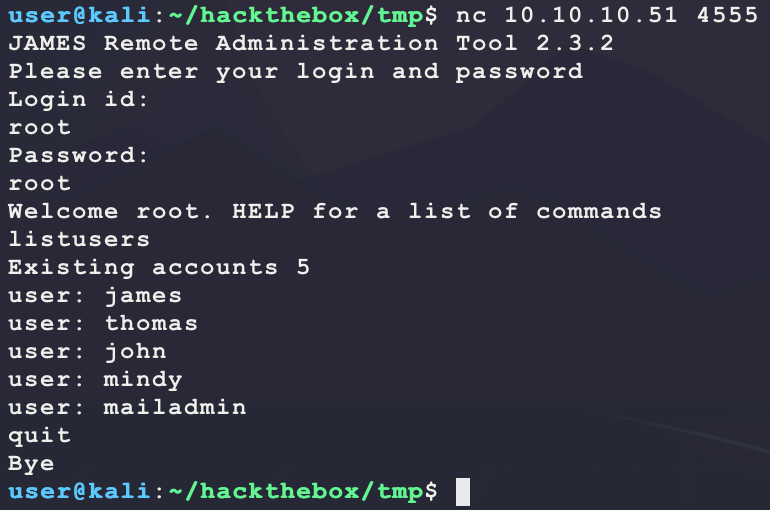 user@kali:~/hackthebox/tmp$ nc 10.10.10.51 4555
JAMES Remote Administration Tool 2.3.2
Please enter your login and password
Login id:
root
Password:
root
Welcome root. HELP for a list of commands
listusers
Existing accounts 5
user: james
user: thomas
user: john
user: mindy
user: mailadmin
quit
Bye
user@kali:~/hackthebox/tmp$